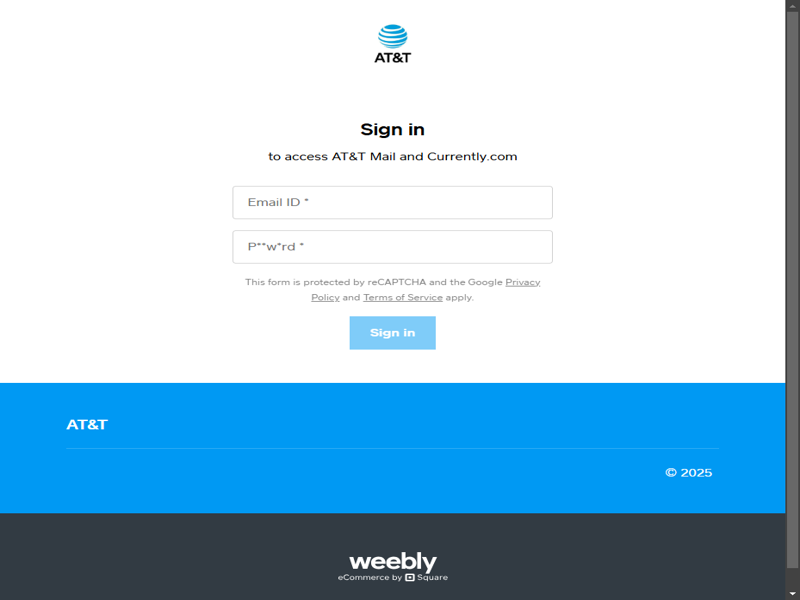 AT&T
Sign in
to access AT&T Mail and Currently.com
Email ID *
P**w*rd *
This form is protected by reCAPTCHA and the Google Privacy
Policy and Terms of Service apply.
Sign in
AT&T
© 2025
weebly
eCommerce by Square